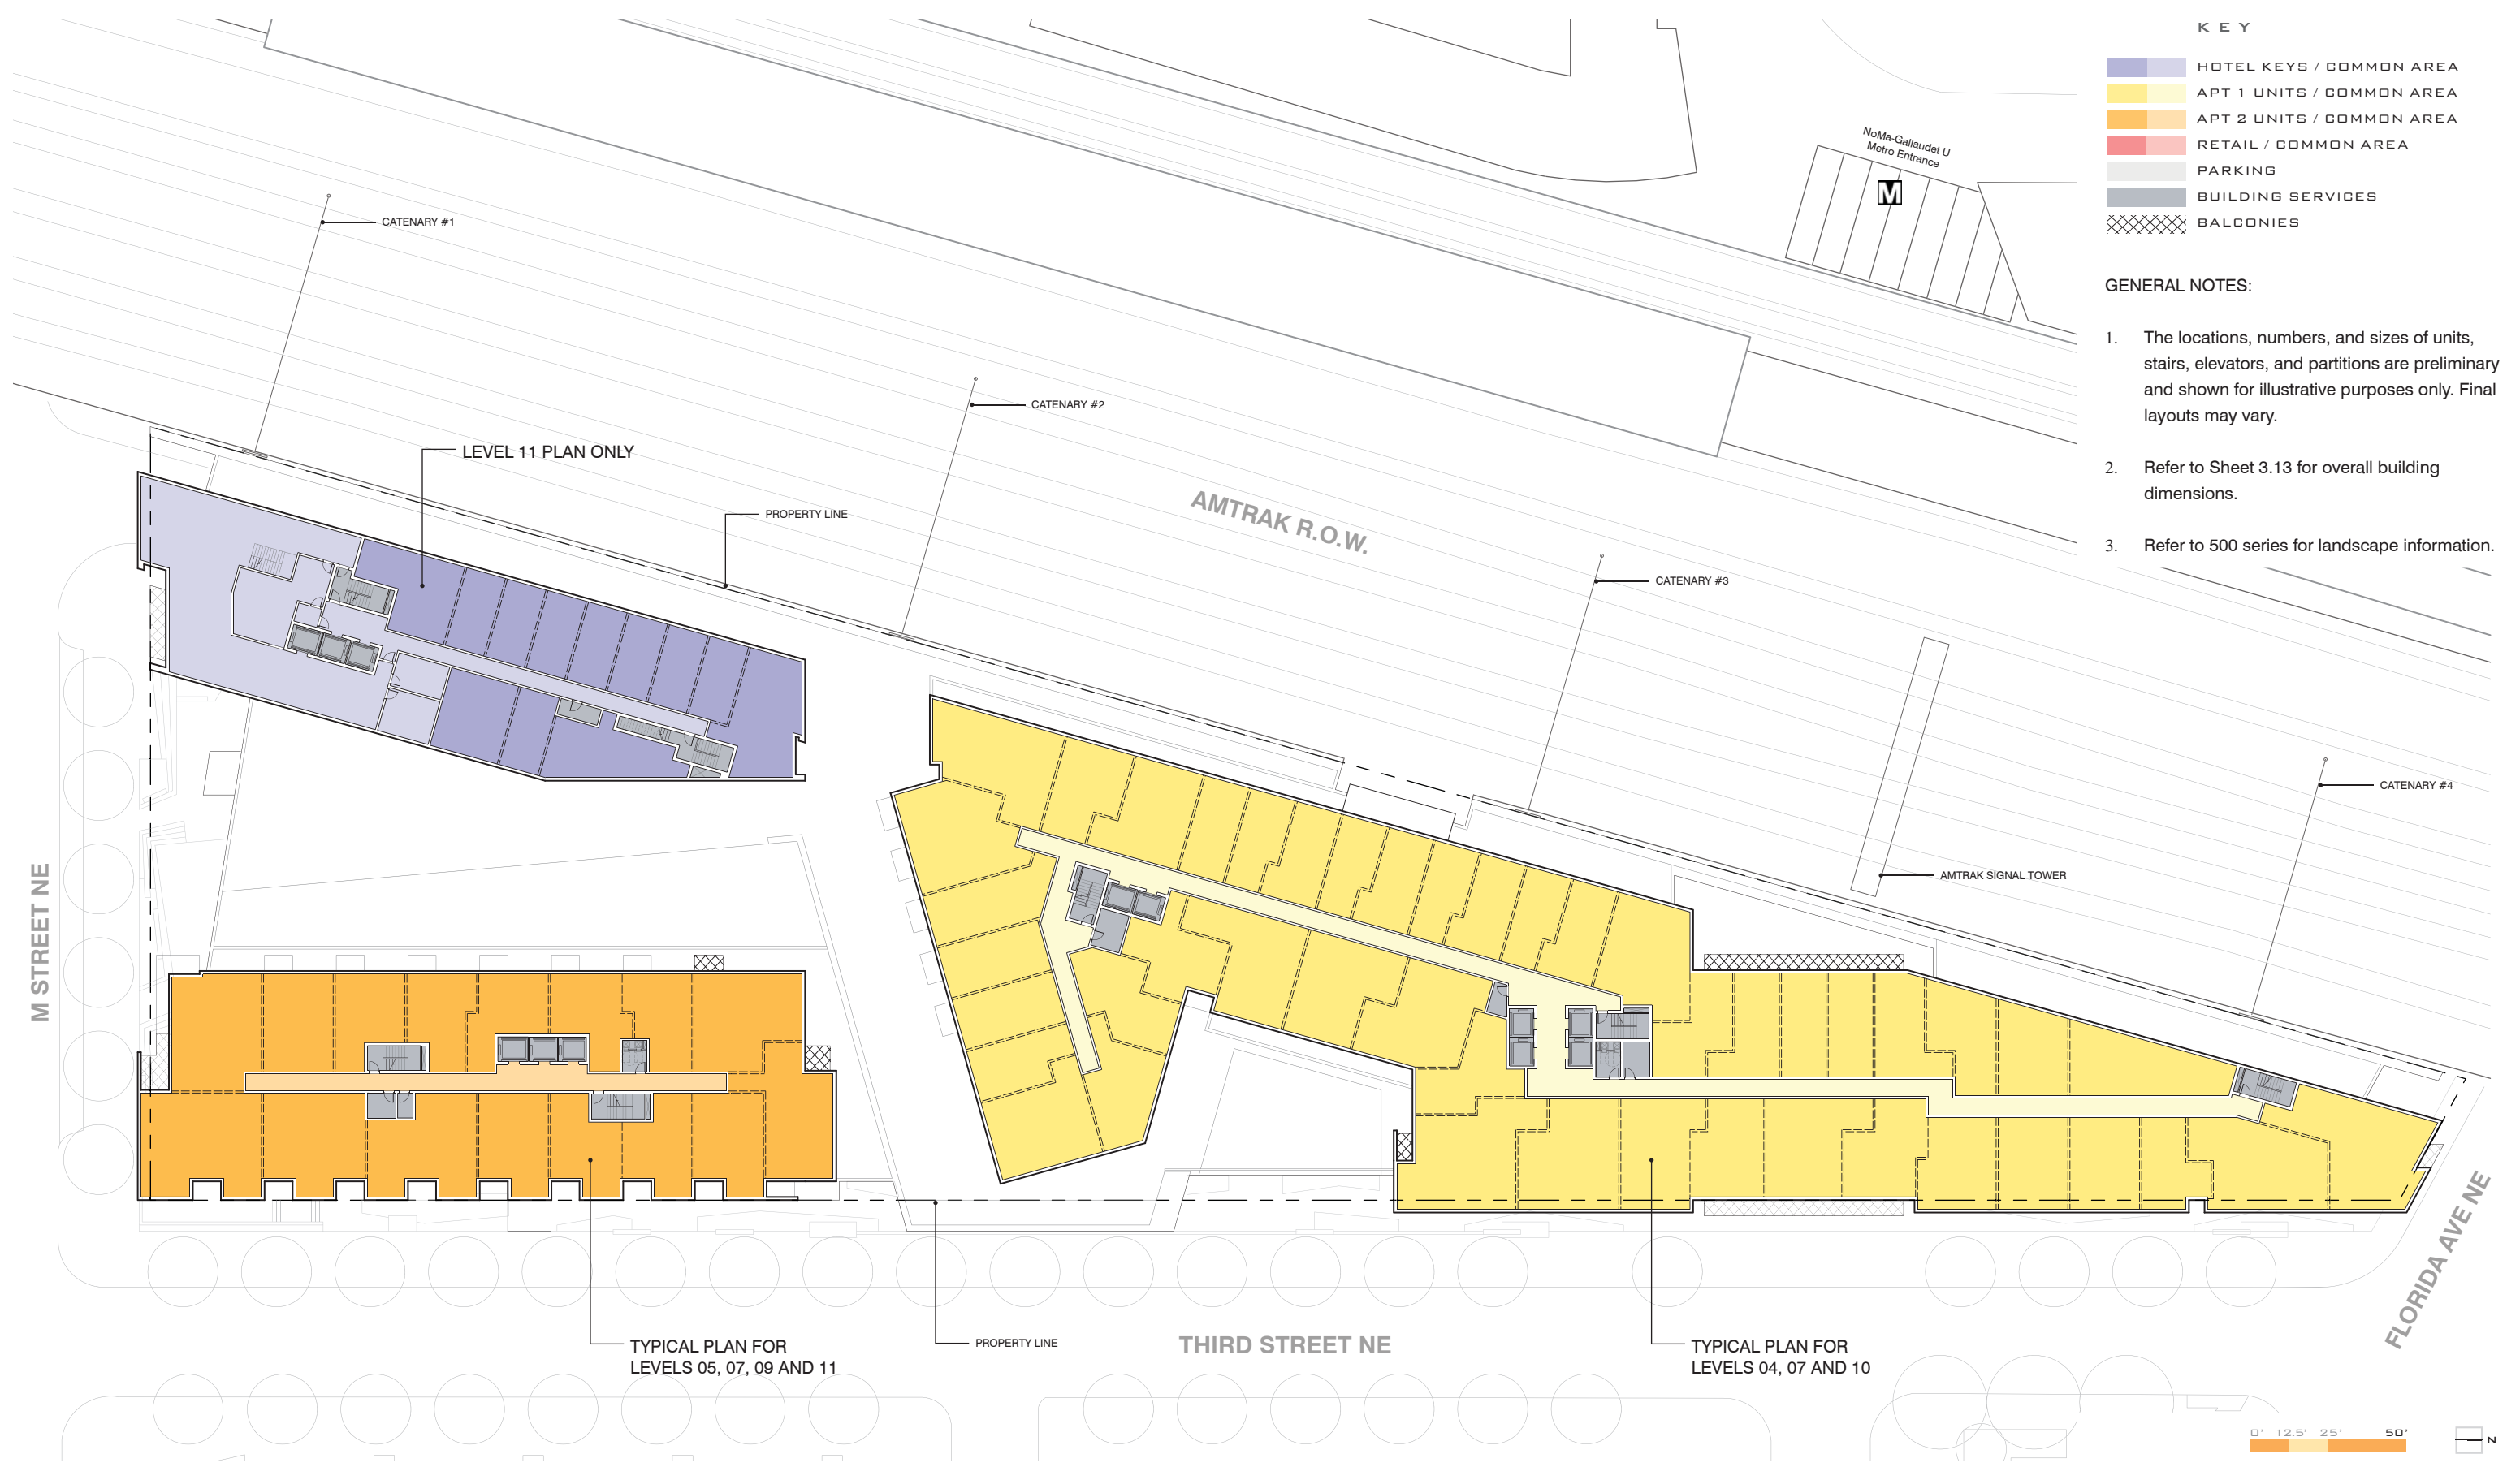 KEY
HOTEL KEYS / COMMON AREA
APT 1 UNITS / COMMON AREA
APT 2 UNITS / COMMON AREA
RETAIL / COMMON AREA
PARKING
BUILDING SERVICES
BALCONIES
GENERAL NOTES:
1. The locations, numbers, and sizes of units,
stairs, elevators, and partitions are preliminary
and shown for illustrative purposes only. Final
layouts may vary.
2. Refer to Sheet 3.13 for overall building
dimensions.
3. Refer to 500 series for landscape information.
NoMa-Gallaudet U
Metro Entrance
M
CATENARY #1
CATENARY #2
LEVEL 11 PLAN ONLY
PROPERTY LINE
AMTRAK R.O.W.
CATENARY #3
CATENARY #4
AMTRAK SIGNAL TOWER
M STREET NE
FLORIDA AVE NE
TYPICAL PLAN FOR
LEVELS 05, 07, 09 AND 11
PROPERTY LINE
THIRD STREET NE
TYPICAL PLAN FOR
LEVELS 04, 07 AND 10
0' 12.5' 25' 50'
N